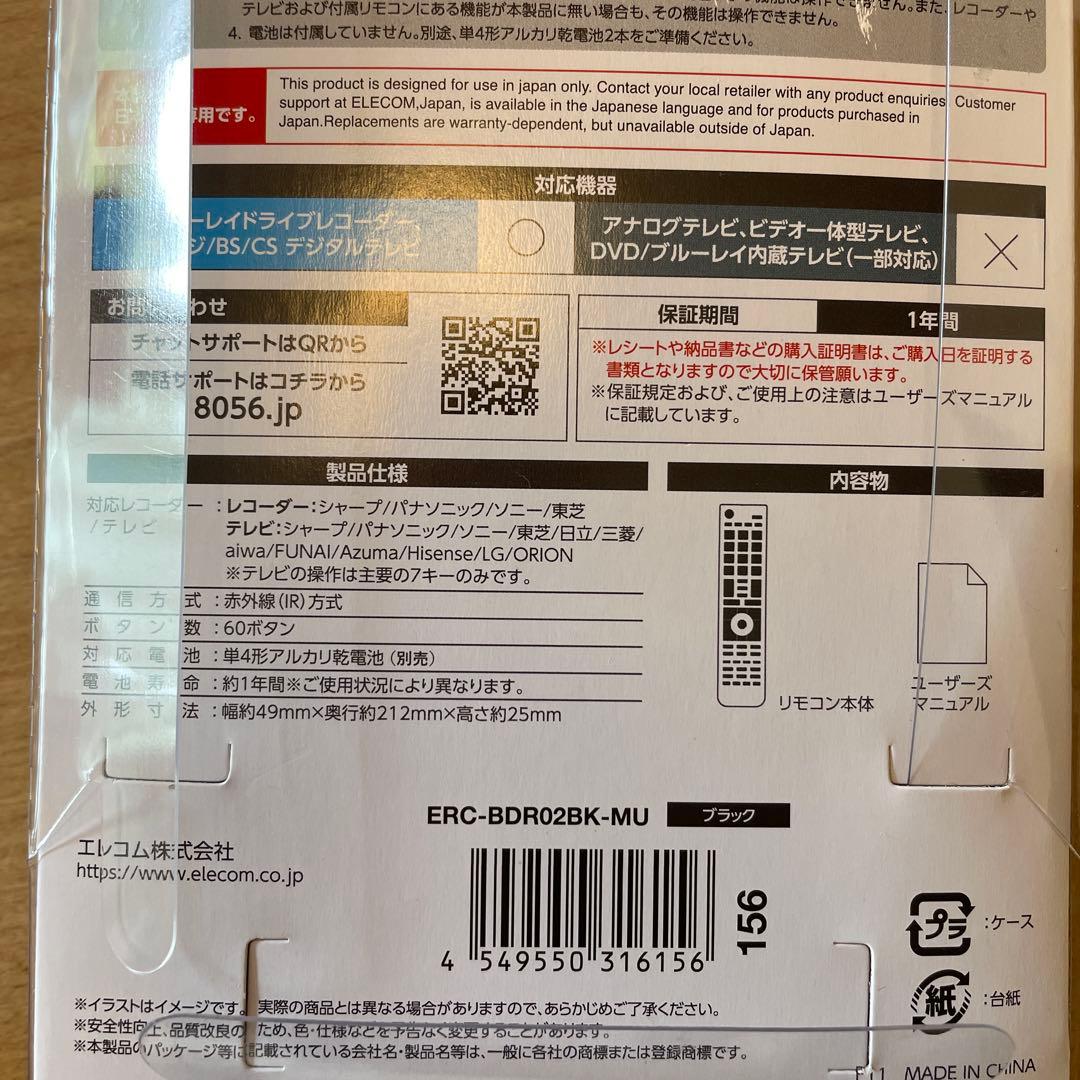 テレビおよび付属リモコンにある機能が本製品に無い場合も、その機能は操作できません。また、レコーダーや
4. 電池は付属していません。別途、単4形アルカリ乾電池2本をご準備ください。
専用です。
This product is designed for use in japan only. Contact your local retailer with any product enquiries. Customer
support at ELECOM,Japan, is available in the Japanese language and for products purchased in
Japan.Replacements are warranty-dependent, but unavailable outside of Japan.
対応機器
ーレイドライブレコーダー、
ジ/BS/CS デジタルテレビ
○
アナログテレビ、ビデオ一体型テレビ、
DVD/ブルーレイ内蔵テレビ(一部対応)
×
お問い合わせ
チャットサポートはQRから
電話サポートはコチラから
8056.jp
保証期間
1年間
※レシートや納品書などの購入証明書は、ご購入日を証明する
書類となりますので大切に保管願います。
※保証規定および、ご使用上の注意はユーザーズマニュアル
に記載しています。
製品仕様
対応レコーダー/テレビ:レコーダー:シャープ/パナソニック/ソニー/東芝
テレビ:シャープ/パナソニック/ソニー/東芝/日立/三菱/
aiwa/FUNAI/Azuma/Hisense/LG/ORION
※テレビの操作は主要の7キーのみです。
通信方式:赤外線(IR)方式
ボタン数:60ボタン
対応電池:単4形アルカリ乾電池(別売)
電池寿命:約1年間※ご使用状況により異なります。
外形寸法:幅約49mm×奥行約212mm×高さ約25mm
内容物
リモコン本体
ユーザーズ
マニュアル
ERC-BDR02BK-MU
ブラック
エレコム株式会社
https://www.elecom.co.jp
4 549550 316156
156
プラ:ケース
紙:台紙
※イラストはイメージです。実際の商品とは異なる場合がありますので、あらかじめご了承ください。
※安全性向上、品質改良のため、色・仕様などを予告なく変更することがあります。
※本製品のパッケージ等に記載されている会社名・製品名等は、一般に各社の商標または登録商標です。
MADE IN CHINA